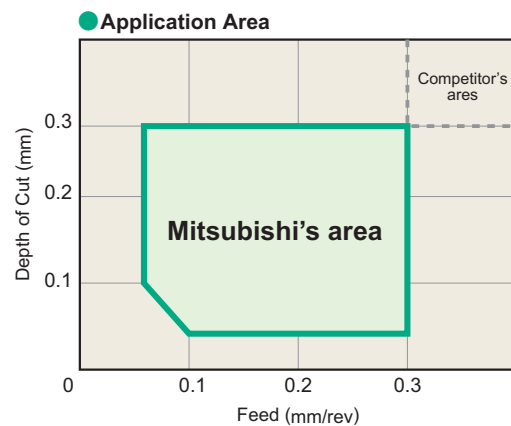 Application Area
Competitor's
ares
0.3
0.2
0.1
Depth of Cut (mm)
Mitsubishi's area
0
0.1
0.2
0.3
Feed (mm/rev)